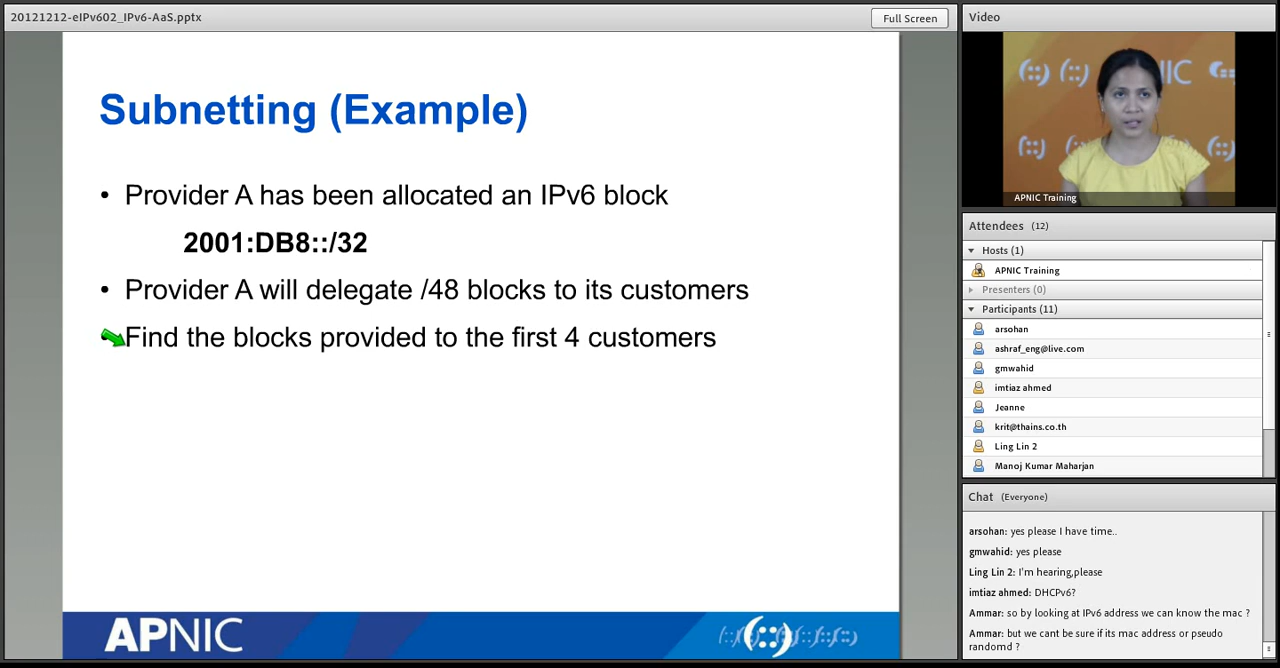 20121212-eIPv602_IPv6-AaS.pptx
Full Screen
Subnetting (Example)
• Provider A has been allocated an IPv6 block
2001:DB8::/32
• Provider A will delegate /48 blocks to its customers
Find the blocks provided to the first 4 customers
APNIC
(::)
Video
APNIC Training
Attendees (12)
Hosts (1)
APNIC Training
Presenters (0)
Participants (11)
arsohan
ashraf_eng@live.com
gmwahid
imtiaz ahmed
Jeanne
krit@thains.co.th
Ling Lin 2
Manoj Kumar Maharjan
Chat (Everyone)
arsohan: yes please I have time..
gmwahid: yes please
Ling Lin 2: I'm hearing,please
imtiaz ahmed: DHCPv6?
Ammar: so by looking at IPv6 address we can know the mac ?
Ammar: but we cant be sure if its mac address or pseudo
randomd ?